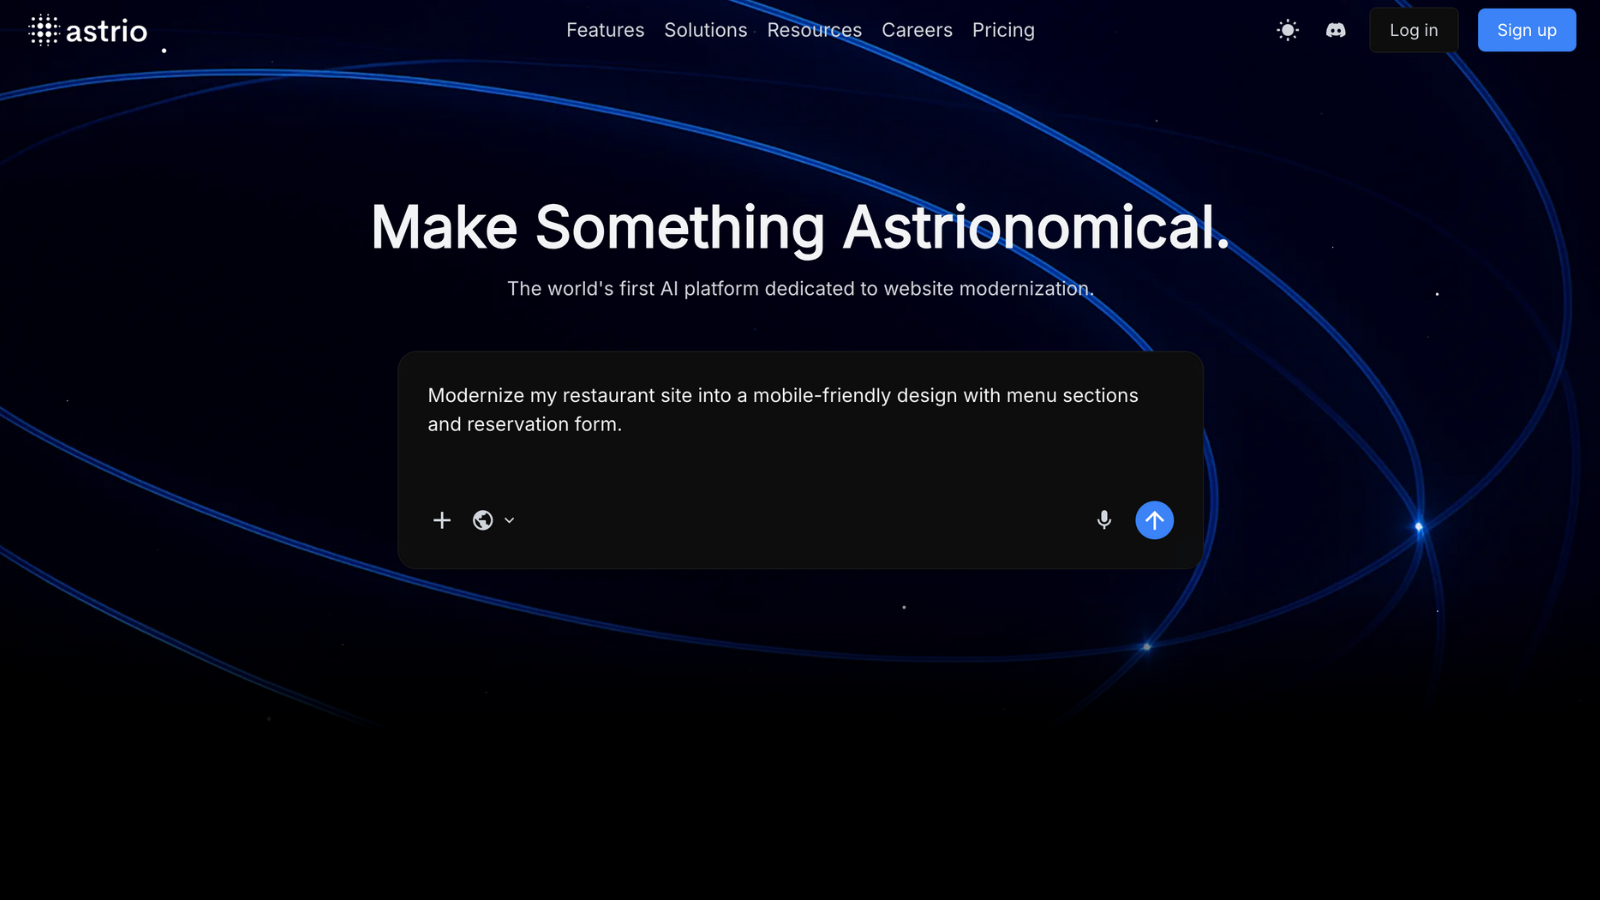 astrio
Features Solutions Resources Careers Pricing
Log in
Sign up
Make Something Astrionomical.
The world's first AI platform dedicated to website modernization.
Modernize my restaurant site into a mobile-friendly design with menu sections
and reservation form.